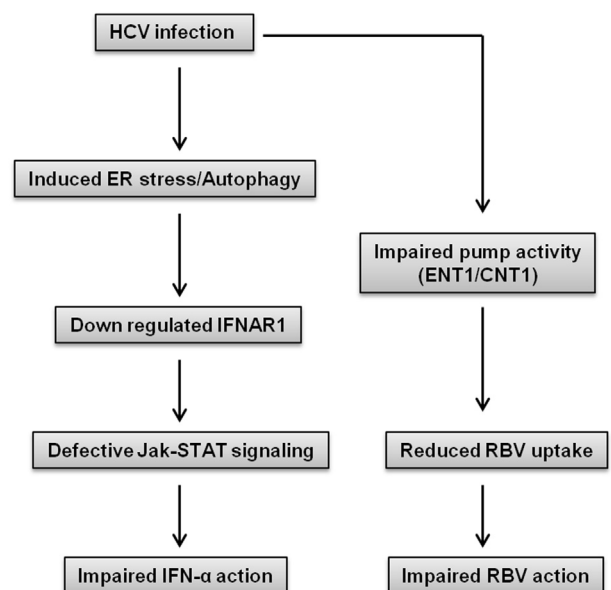 HCV infection
Induced ER stress/Autophagy
Down regulated IFNAR1
Defective Jak-STAT signaling
Impaired IFN-α action
Impaired pump activity
(ENT1/CNT1)
Reduced RBV uptake
Impaired RBV action